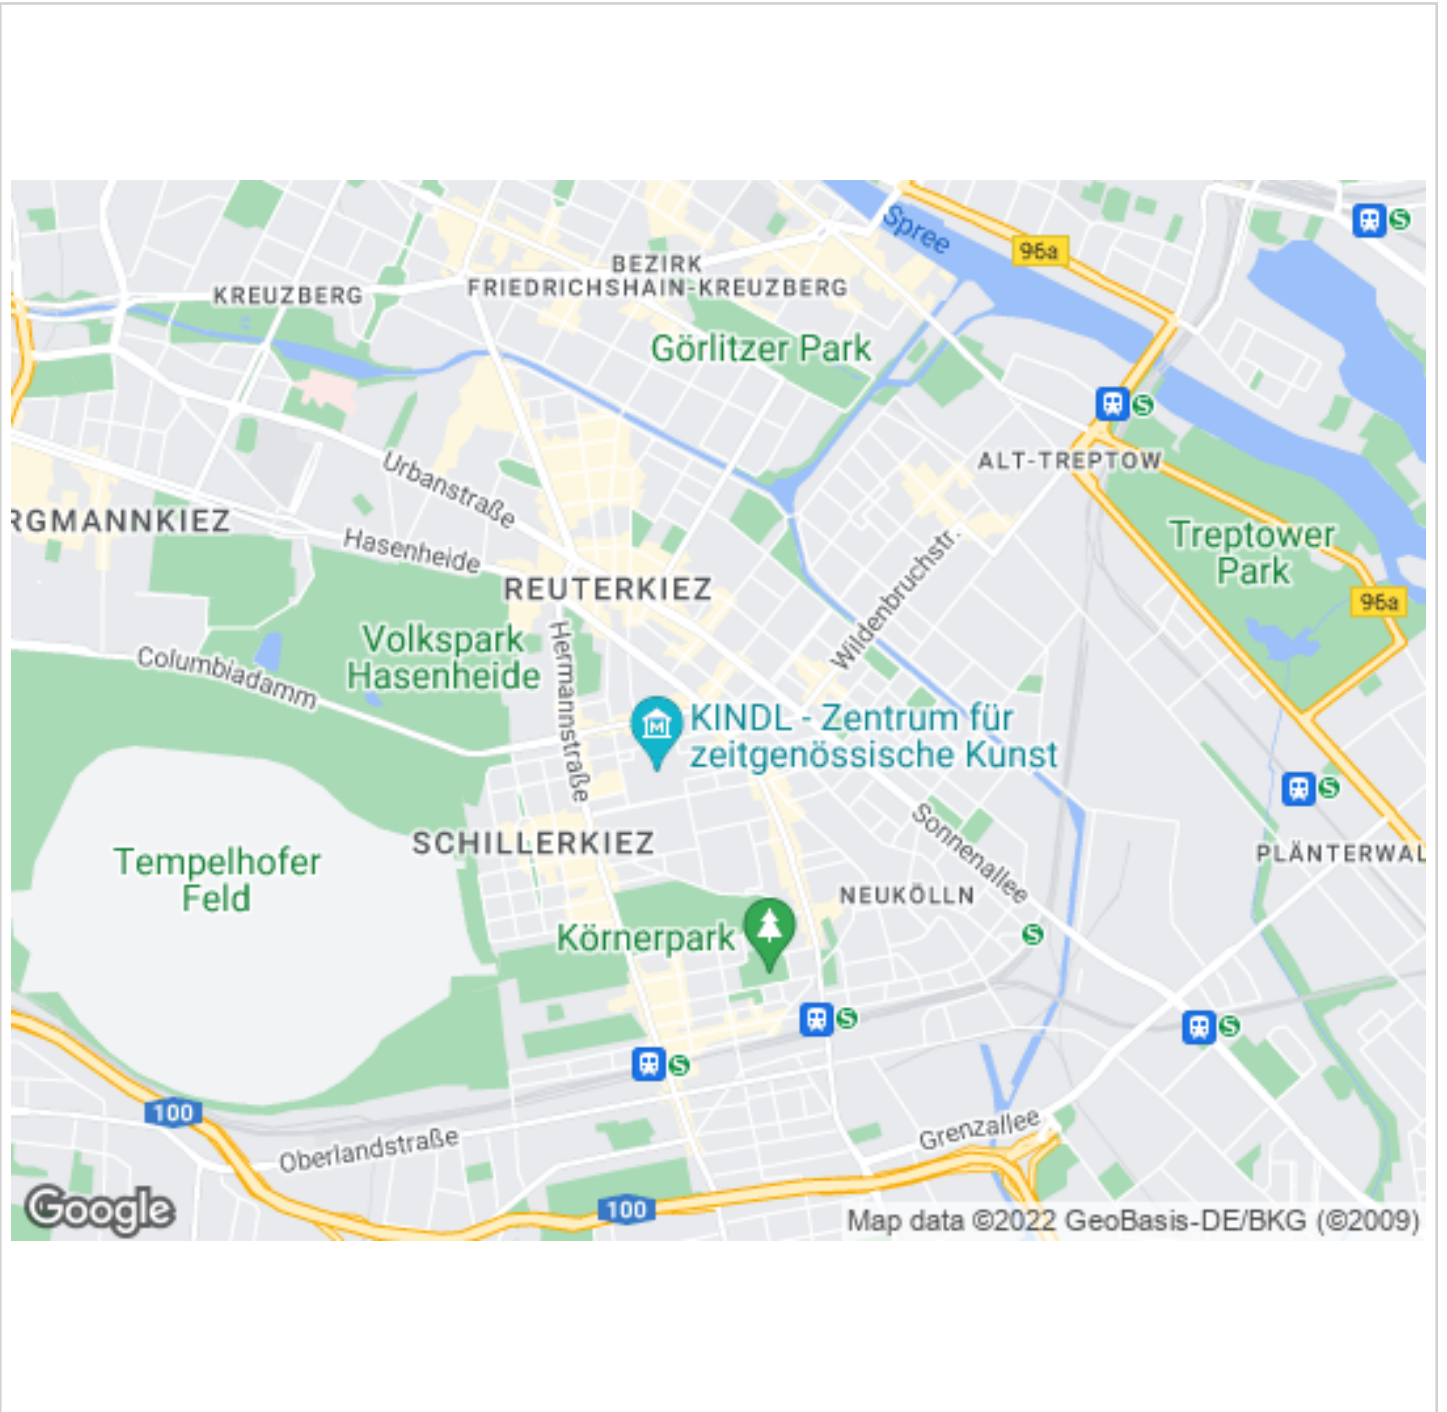 Spree
96a
S
BEZIRK
FRIEDRICHSHAIN-KREUZBERG
KREUZBERG
Görlitzer Park
S
ALT-TREPTOW
Urbanstraße
RGMANNKIEZ
Hasenheide
Treptower
Park
REUTERKIEZ
96a
Wildenbruchstr.
Volkspark
Hasenheide
Columbiadamm
Hermannstraße
KINDL - Zentrum für
zeitgenössische Kunst
S
Sonnenallee
SCHILLERKIEZ
PLÄNTERWAL
Tempelhofer
Feld
NEUKÖLLN
Körnerpark
S
S
S
S
100
Oberlandstraße
Grenzallee
100
Google
Map data ©2022 GeoBasis-DE/BKG (©2009)